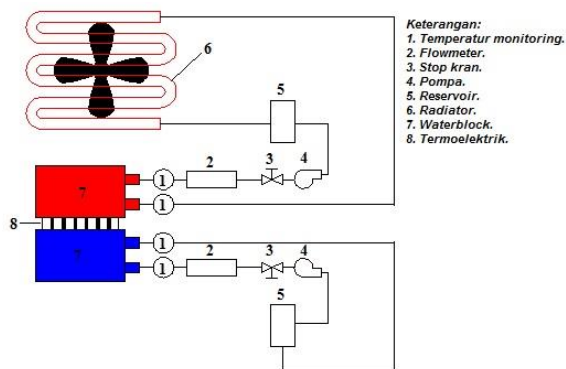 Keterangan:
1. Temperatur monitoring.
2. Flowmeter.
3. Stop kran.
4. Pompa.
5. Reservoir.
6. Radiator.
7. Waterblock.
8. Termoelektrik.
6
5
2 3 4
7 1
1
8
7 1
1 2 3 4
5